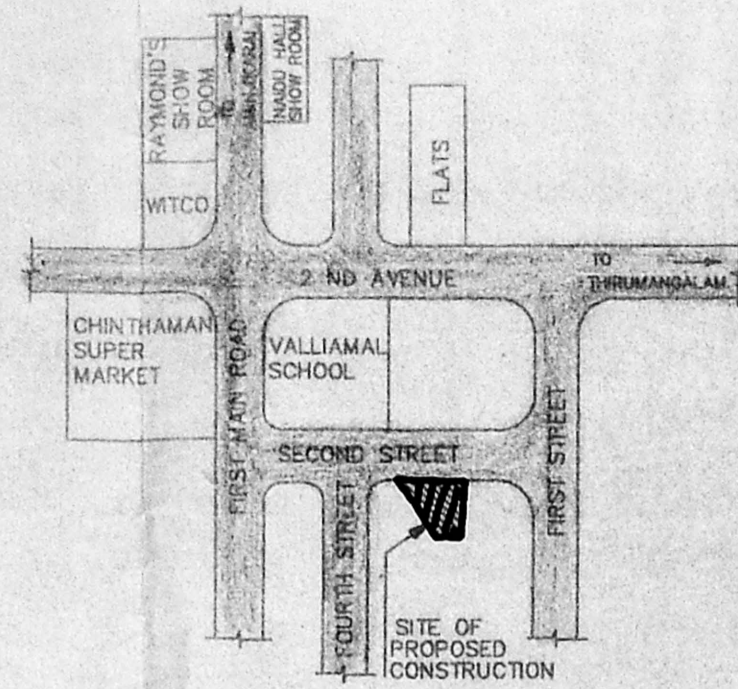 RAYMOND'S
SHOW
ROOM
TO
NAIDU HALL
SHOW ROOM
WITCO
FLATS
2 ND AVENUE
TO
THIRUMANGALAM
CHINTHAMANI
SUPER
MARKET
FIRST MAIN ROAD
VALLIAMAL
SCHOOL
SECOND STREET
FIRST STREET
FOURTH STREET
SITE OF
PROPOSED
CONSTRUCTION